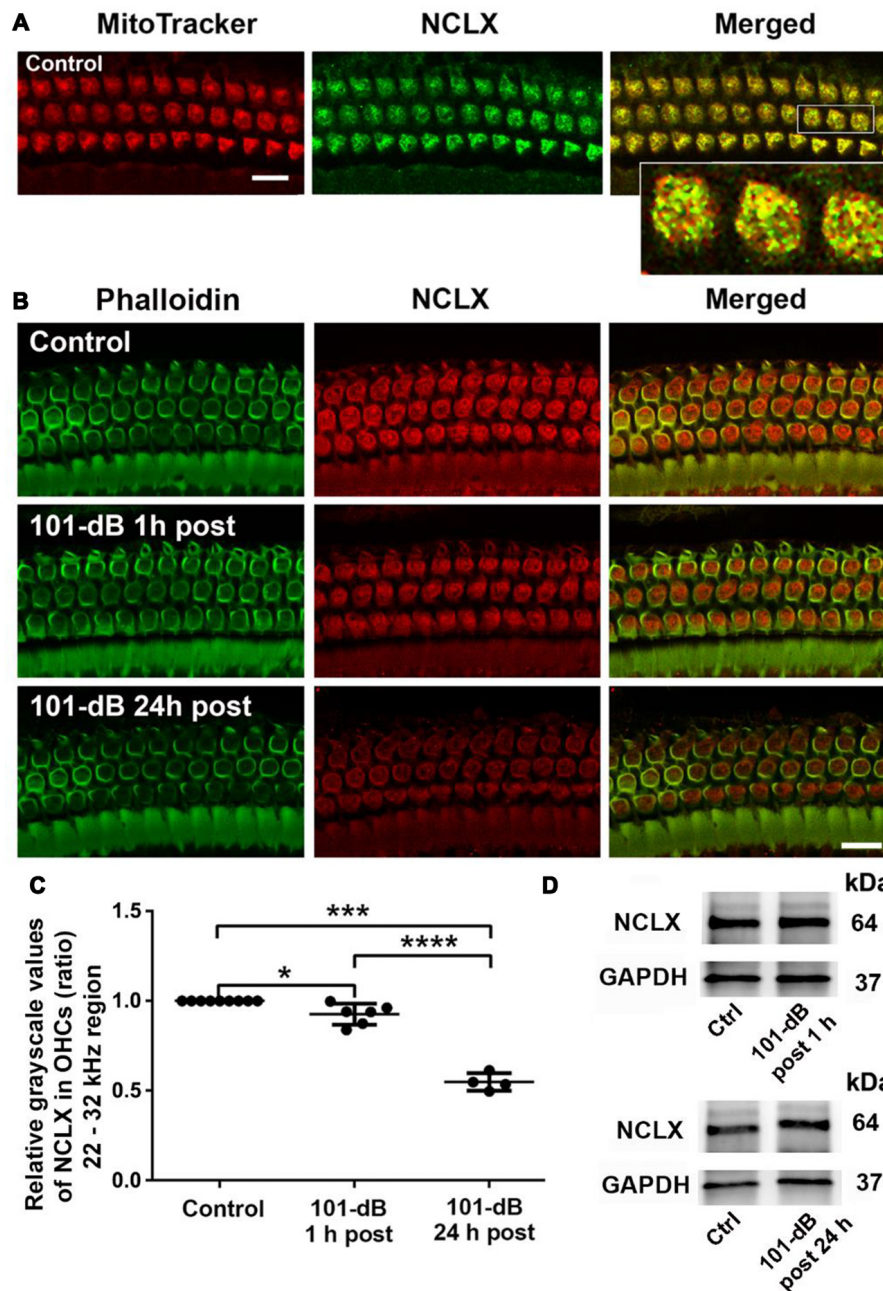 A
MitoTracker
NCLX
Merged
Control
B
Phalloidin
NCLX
Merged
Control
101-dB 1h post
101-dB 24h post
C
Relative grayscale values
of NCLX in OHCs (ratio)
22 - 32 kHz region
1.5
1.0
0.5
0.0
***
****
*
Control
101-dB
1 h post
101-dB
24 h post
D
kDa
NCLX
64
GAPDH
37
Ctrl
101-dB
post 1 h
kDa
NCLX
64
GAPDH
37
Ctrl
101-dB
post 24 h